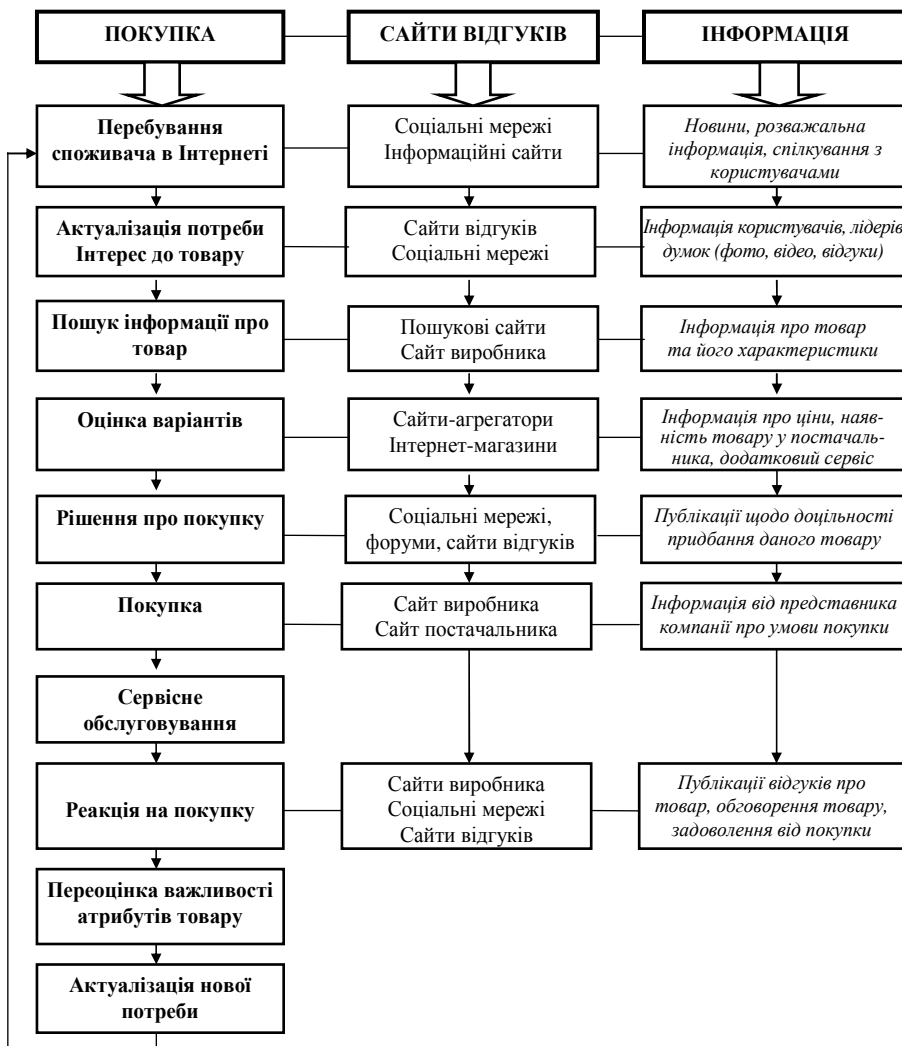 ПОКУПКА
САЙТИ ВІДГУКІВ
ІНФОРМАЦІЯ
Перебування
споживача в Інтернеті
Соціальні мережі
Інформаційні сайти
Новини, розважальна
інформація, спілкування з
користувачами
Актуалізація потреби
Інтерес до товару
Сайти відгуків
Соціальні мережі
Інформація користувачів, лідерів
думок (фото, відео, відгуки)
Пошук інформації про
товар
Пошукові сайти
Сайт виробника
Інформація про товар
та його характеристики
Оцінка варіантів
Сайти-агрегатори
Інтернет-магазини
Інформація про ціни, наяв-
ність товару у постачаль-
ника, додатковий сервіс
Рішення про покупку
Соціальні мережі,
форуми, сайти відгуків
Публікації щодо доцільності
придбання даного товару
Покупка
Сайт виробника
Сайт постачальника
Інформація від представника
компанії про умови покупки
Сервісне
обслуговування
Реакція на покупку
Сайти виробника
Соціальні мережі
Сайти відгуків
Публікації відгуків про
товар, обговорення товару,
задоволення від покупки
Переоцінка важливості
атрибутів товару
Актуалізація нової
потреби